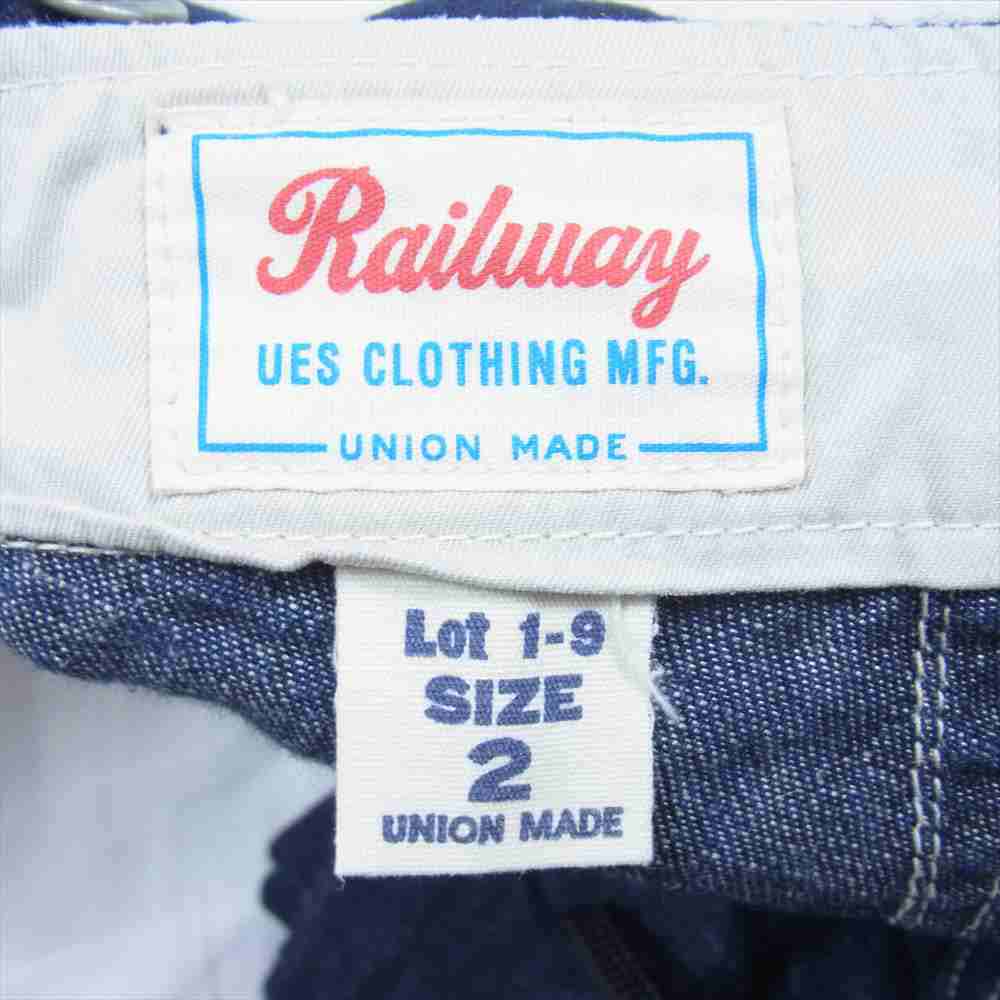 Railway
UES CLOTHING MFG.
UNION MADE
Lot 1-9
SIZE
2
UNION MADE